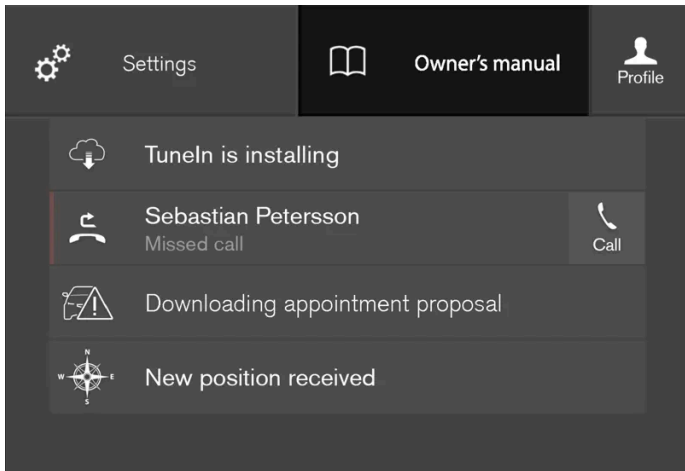 Settings
Owner's manual
Profile
TuneIn is installing
Sebastian Petersson
Missed call
Call
Downloading appointment proposal
N
W E
S
New position received